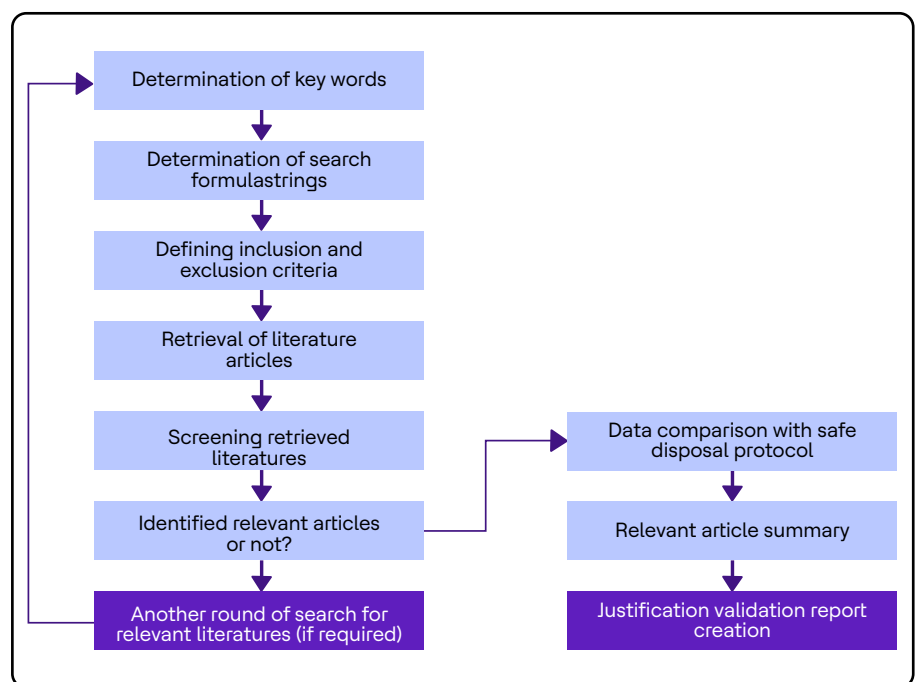 Determination of key words
Determination of search
formulastrings
Defining inclusion and
exclusion criteria
Retrieval of literature
articles
Screening retrieved
literatures
Identified relevant articles
or not?
Another round of search for
relevant literatures (if required)
Data comparison with safe
disposal protocol
Relevant article summary
Justification validation report
creation